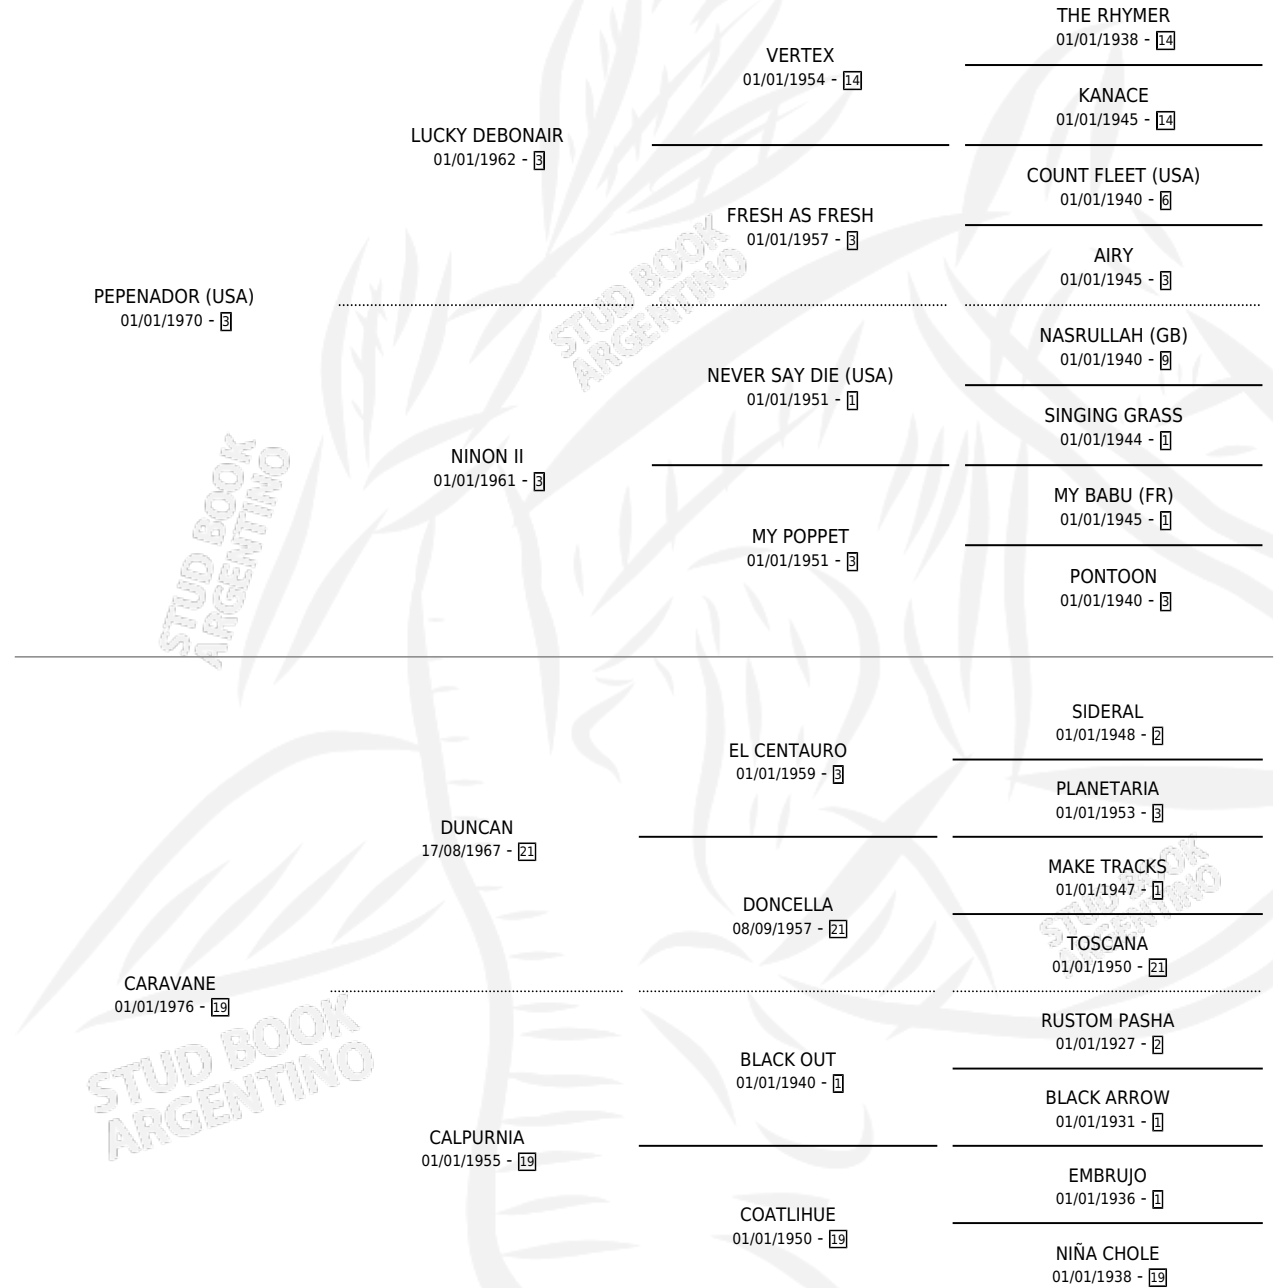 THE RHYMER
01/01/1938 - 14
VERTEX
01/01/1954 - 14
KANACE
01/01/1945 - 14
LUCKY DEBONAIR
01/01/1962 - 3
COUNT FLEET (USA)
01/01/1940 - 6
FRESH AS FRESH
01/01/1957 - 3
AIRY
01/01/1945 - 3
PEPENADOR (USA)
01/01/1970 - 3
NASRULLAH (GB)
01/01/1940 - 9
NEVER SAY DIE (USA)
01/01/1951 - 1
SINGING GRASS
01/01/1944 - 1
NINON II
01/01/1961 - 3
MY BABU (FR)
01/01/1945 - 1
MY POPPET
01/01/1951 - 3
PONTOON
01/01/1940 - 3
SIDERAL
01/01/1948 - 2
EL CENTAURO
01/01/1959 - 3
PLANETARIA
01/01/1953 - 3
DUNCAN
17/08/1967 - 21
MAKE TRACKS
01/01/1947 - 1
DONCELLA
08/09/1957 - 21
TOSCANA
01/01/1950 - 21
CARAVANE
01/01/1976 - 19
RUSTOM PASHA
01/01/1927 - 2
BLACK OUT
01/01/1940 - 1
BLACK ARROW
01/01/1931 - 1
CALPURNIA
01/01/1955 - 19
EMBRUJO
01/01/1936 - 1
COATLIHUE
01/01/1950 - 19
NIÑA CHOLE
01/01/1938 - 19
STUD BOOK
ARGENTINO
STUD BOOK
ARGENTINO
STUD BOOK
ARGENTINO
STUD BOOK
ARGENTINO